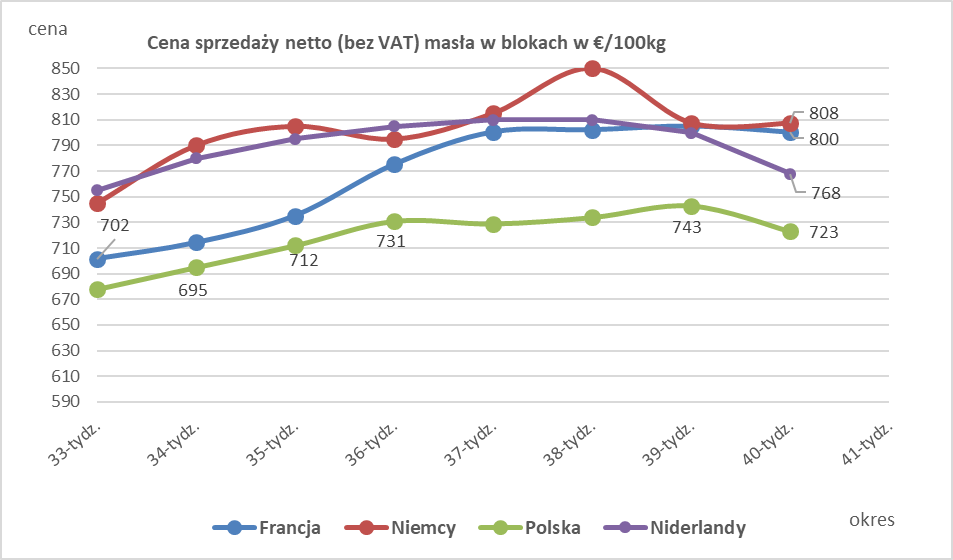 cena
Cena sprzedaży netto (bez VAT) masła w blokach w €/100kg
850
830
810
790
770
750
730
710
690
670
650
630
610
590
702
695
712
731
743
808
800
768
723
33-tydz.
34-tydz.
35-tydz.
36-tydz.
37-tydz.
38-tydz.
39-tydz.
40-tydz.
41-tydz.
okres
Francja Niemcy Polska Niderlandy